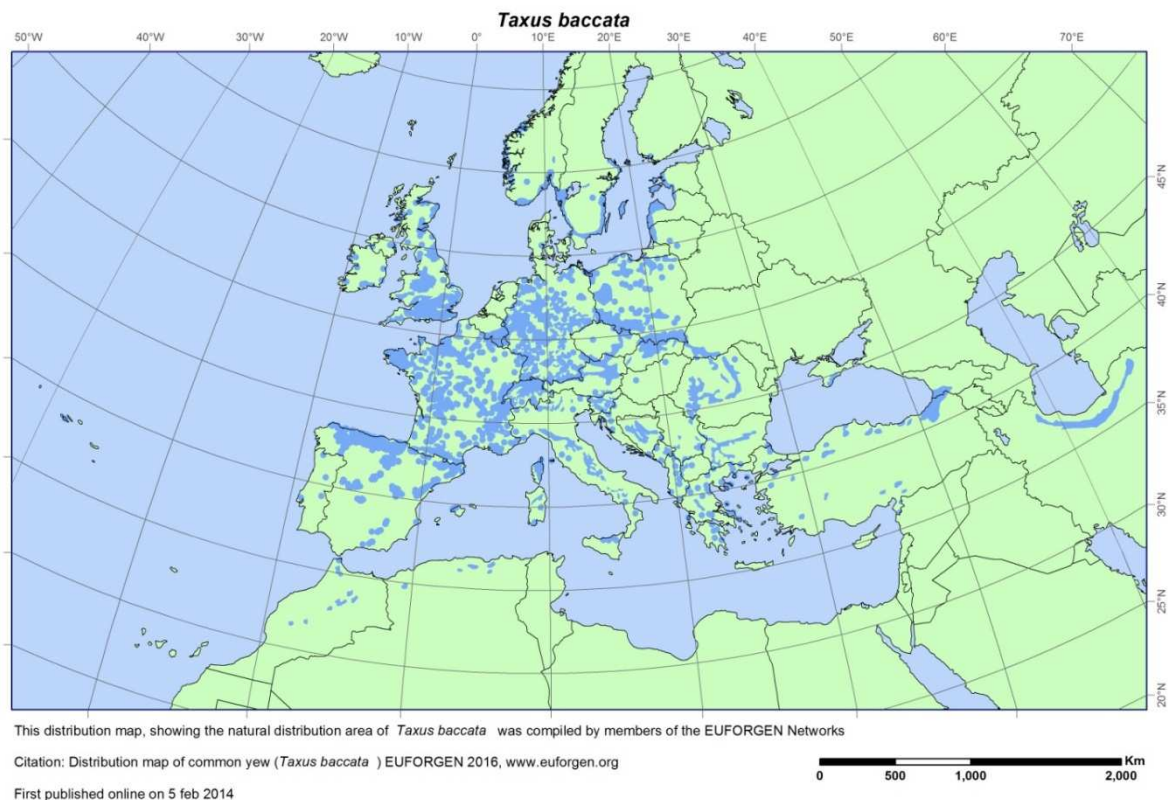 Taxus baccata
50°W 40°W 30°W 20°W 10°W 0° 10°E 20°E 30°E 40°E 50°E 60°E 70°E
45°N
40°N
35°N
30°N
25°N
20°N
This distribution map, showing the natural distribution area of Taxus baccata was compiled by members of the EUFORGEN Networks
Citation: Distribution map of common yew (Taxus baccata ) EUFORGEN 2016, www.euforgen.org
First published online on 5 feb 2014
Km
0 500 1,000 2,000